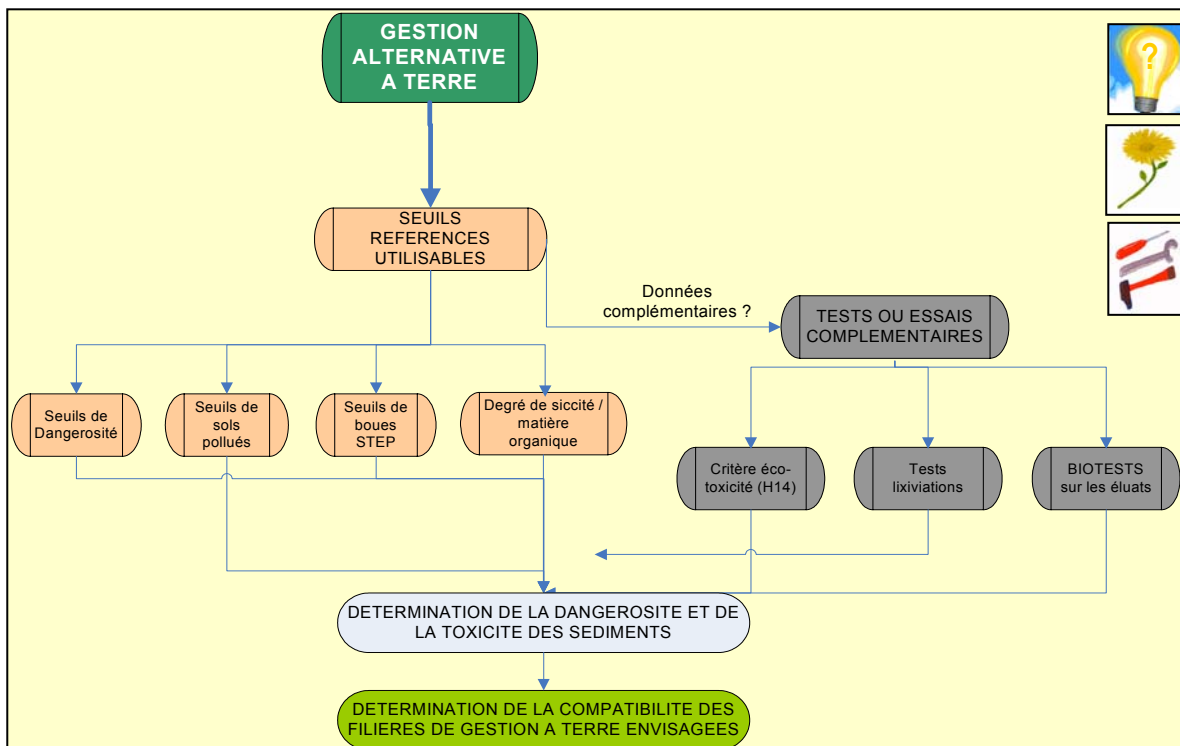 GESTION
ALTERNATIVE
A TERRE
?
SEUILS
REFERENCES
UTILISABLES
Données
complémentaires ?
TESTS OU ESSAIS
COMPLEMENTAIRES
Seuils de
Dangerosité
Seuils de
sols
pollués
Seuils de
boues
STEP
Degré de siccité /
matière
organique
Critère éco-
toxicité (H14)
Tests
lixiviations
BIOTESTS
sur les éluats
DETERMINATION DE LA DANGEROSITE ET DE
LA TOXICITE DES SEDIMENTS
DETERMINATION DE LA COMPATIBILITE DES
FILIERES DE GESTION A TERRE ENVISAGEES